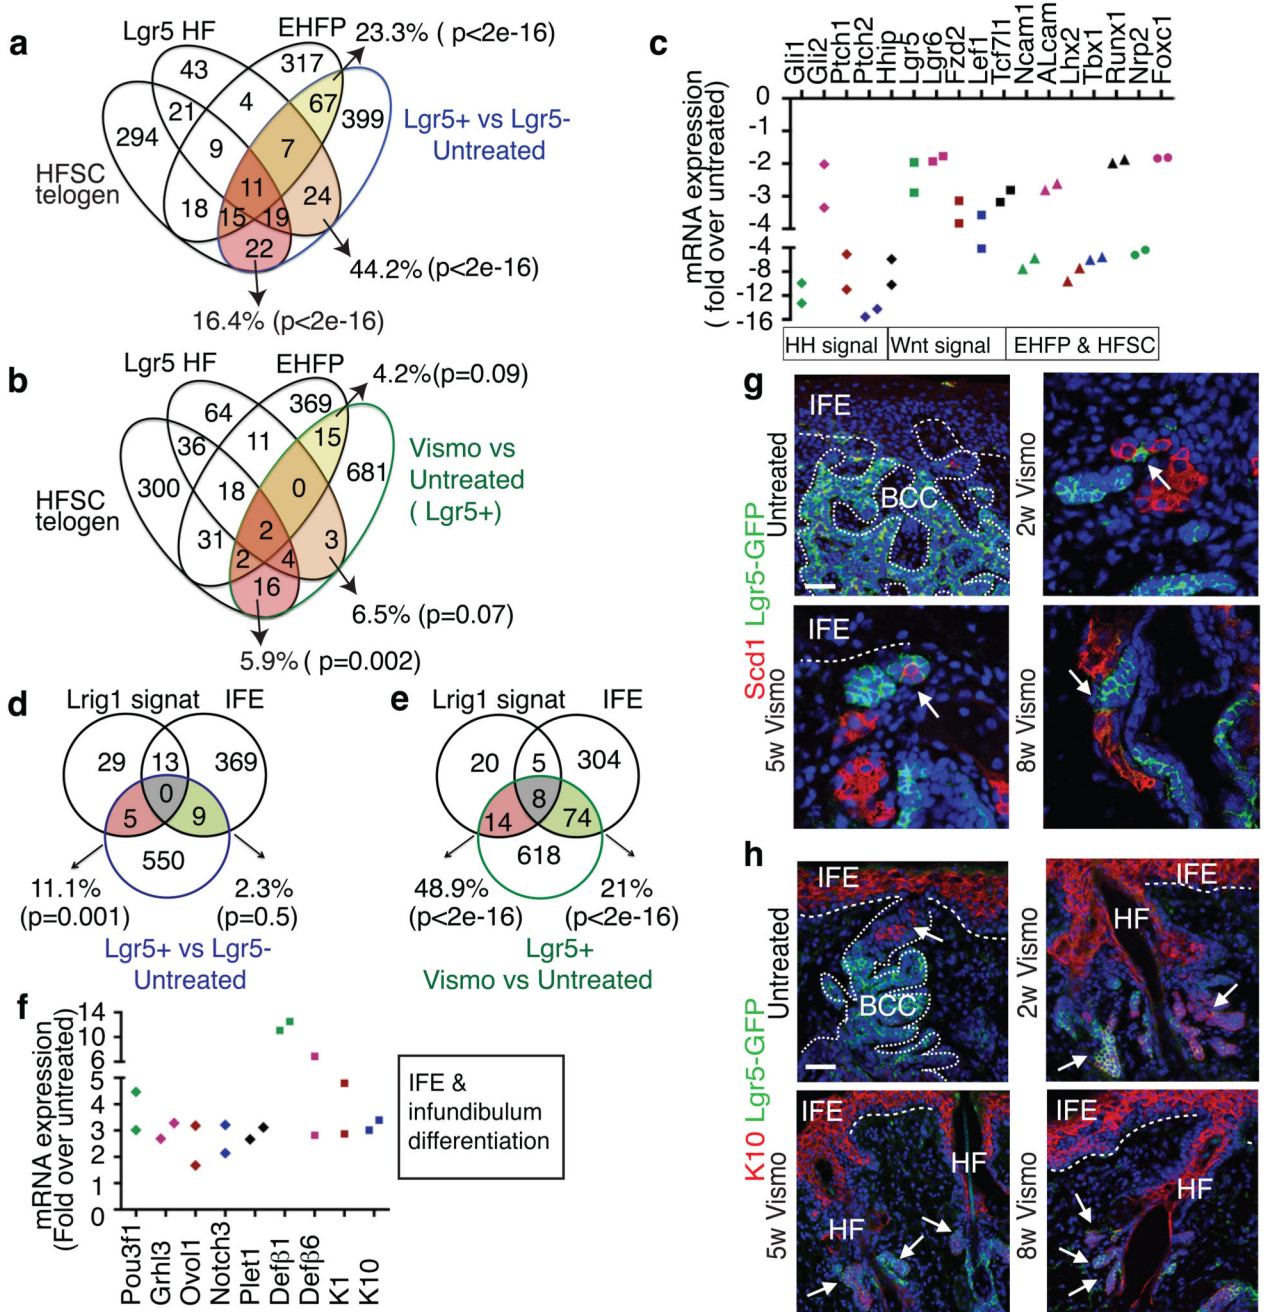 a
Lgr5 HF
EHFP
23.3% ( p<2e-16)
43
317
4
67
399
21
294
9
7
Lgr5+ vs Lgr5-
Untreated
HFSC
telogen
11
24
18
15
19
22
44.2% (p<2e-16)
16.4% (p<2e-16)
b
Lgr5 HF
EHFP
4.2%(p=0.09)
64
369
11
15
36
681
Vismo vs
Untreated
( Lgr5+)
300
HFSC
telogen
18
0
2
31
2
4
3
16
6.5% (p=0.07)
5.9% ( p=0.002)
c
Gli1
Gli2
Ptch1
Ptch2
Hhip
Lgr5
Lgr6
Fzd2
Lef1
Tcf7l1
Ncam1
ALcam
Lhx2
Tbx1
Runx1
Nrp2
Foxc1
mRNA expression
( fold over untreated)
0
-1
-2
-3
-4
-4
-8
-12
-16
HH signal
Wnt signal
EHFP & HFSC
d
Lrig1 signat
IFE
29
13
369
0
5
9
550
11.1%
(p=0.001)
2.3%
(p=0.5)
Lgr5+ vs Lgr5-
Untreated
e
Lrig1 signat
IFE
20
5
304
8
14
74
618
48.9%
(p<2e-16)
21%
(p<2e-16)
Lgr5+
Vismo vs Untreated
f
mRNA expression
(Fold over untreated)
14
10
6
5
4
3
2
1
0
Pou3f1
Grhl3
Ovol1
Notch3
Plet1
Defβ1
Defβ6
K1
K10
IFE &
infundibulum
differentiation
g
Scd1 Lgr5-GFP
Untreated
IFE
BCC
2w Vismo
5w Vismo
IFE
8w Vismo
h
K10 Lgr5-GFP
Untreated
IFE
BCC
2w Vismo
IFE
HF
5w Vismo
IFE
HF
HF
8w Vismo
IFE
HF